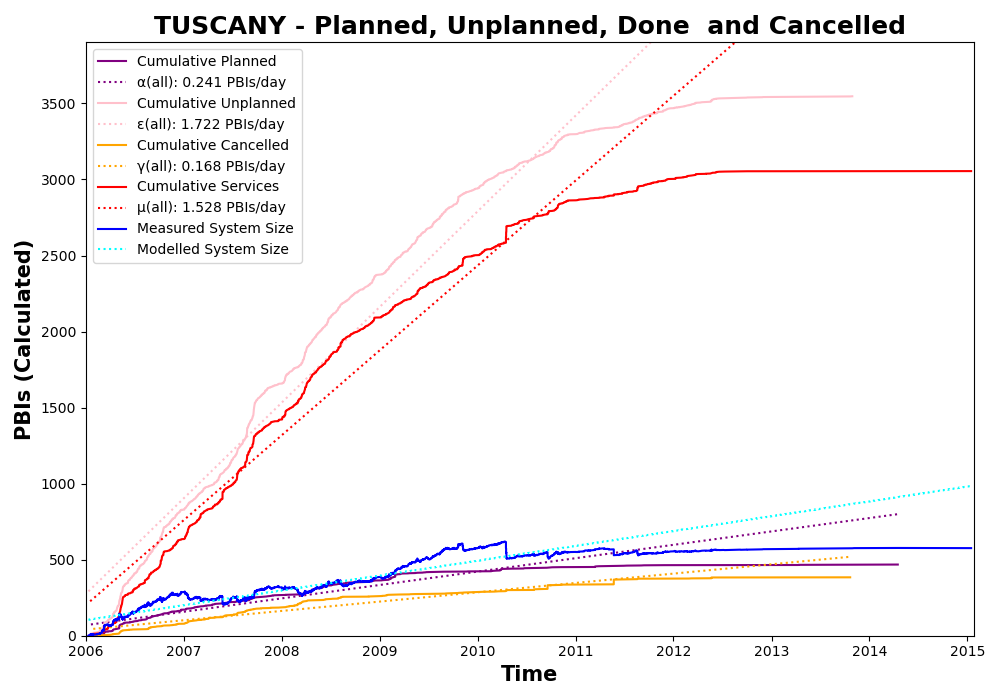 TUSCANY - Planned, Unplanned, Done  and Cancelled
Cumulative Planned
α(all): 0.241 PBIs/day
Cumulative Unplanned
ε(all): 1.722 PBIs/day
Cumulative Cancelled
γ(all): 0.168 PBIs/day
Cumulative Services
μ(all): 1.528 PBIs/day
Measured System Size
Modelled System Size
PBIs (Calculated)
3500
3000
2500
2000
1500
1000
500
0
2006 2007 2008 2009 2010 2011 2012 2013 2014 2015
Time